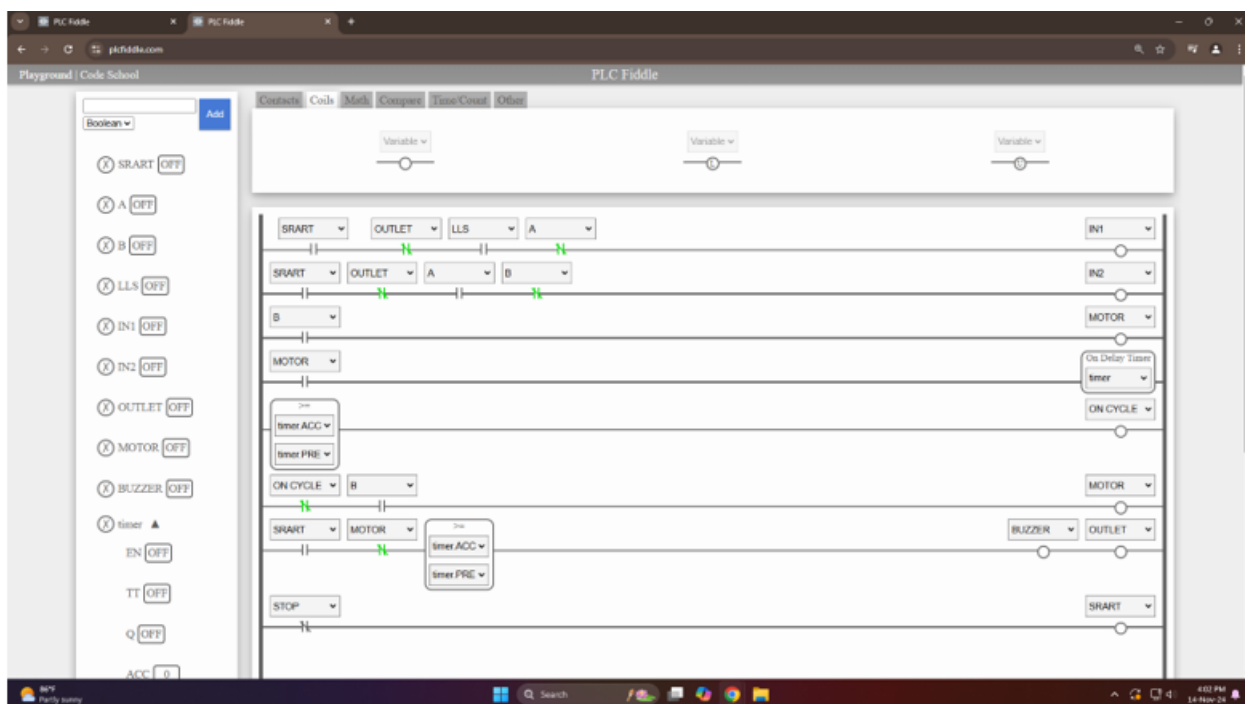 PLC Fiddle
PLC Fiddle
plcfiddle.com
Playground | Code School
PLC Fiddle
Add
Boolean
Contacts Coils Math Compare Time/Count Other
Variable Variable Variable
L U
X SRART OFF
X A OFF
X B OFF
X LLS OFF
X IN1 OFF
X IN2 OFF
X OUTLET OFF
X MOTOR OFF
X BUZZER OFF
X timer ▲
EN OFF
TT OFF
Q OFF
ACC 0
SRART OUTLET LLS A IN1
SRART OUTLET A B IN2
B MOTOR
MOTOR On Delay Timer
timer
>= ON CYCLE
timer.ACC
timer.PRE
ON CYCLE B MOTOR
SRART MOTOR >= BUZZER OUTLET
timer.ACC
timer.PRE
STOP SRART
86°F
Partly sunny
Search
4:02 PM
14-Nov-24